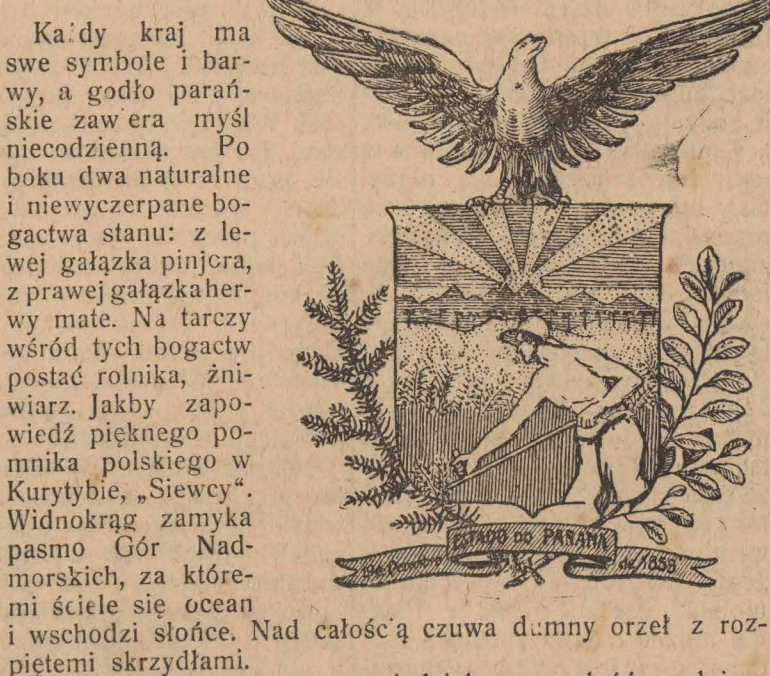 Każdy kraj ma
swe symbole i bar-
wy, a godło parań-
skie zawiera myśl
niecodzienną. Po
boku dwa naturalne
i niewyczerpane bo-
gactwa stanu: z le-
wej gałązka pinjora,
z prawej gałązka her-
wy mate. Na tarczy
wśród tych bogactw
postać rolnika, żni-
wiarz. Jakby zapo-
wiedź pięknego po-
mnika polskiego w
Kurytybie, „Siewcy“.
Widnokrąg zamyka
pasmo Gór Nad-
morskich, za które-
mi ściele się ocean
i wschodzi słońce. Nad całością czuwa dumny orzeł z roz-
piętemi skrzydłami.
ESTADO DO PARANÁ
de 1853